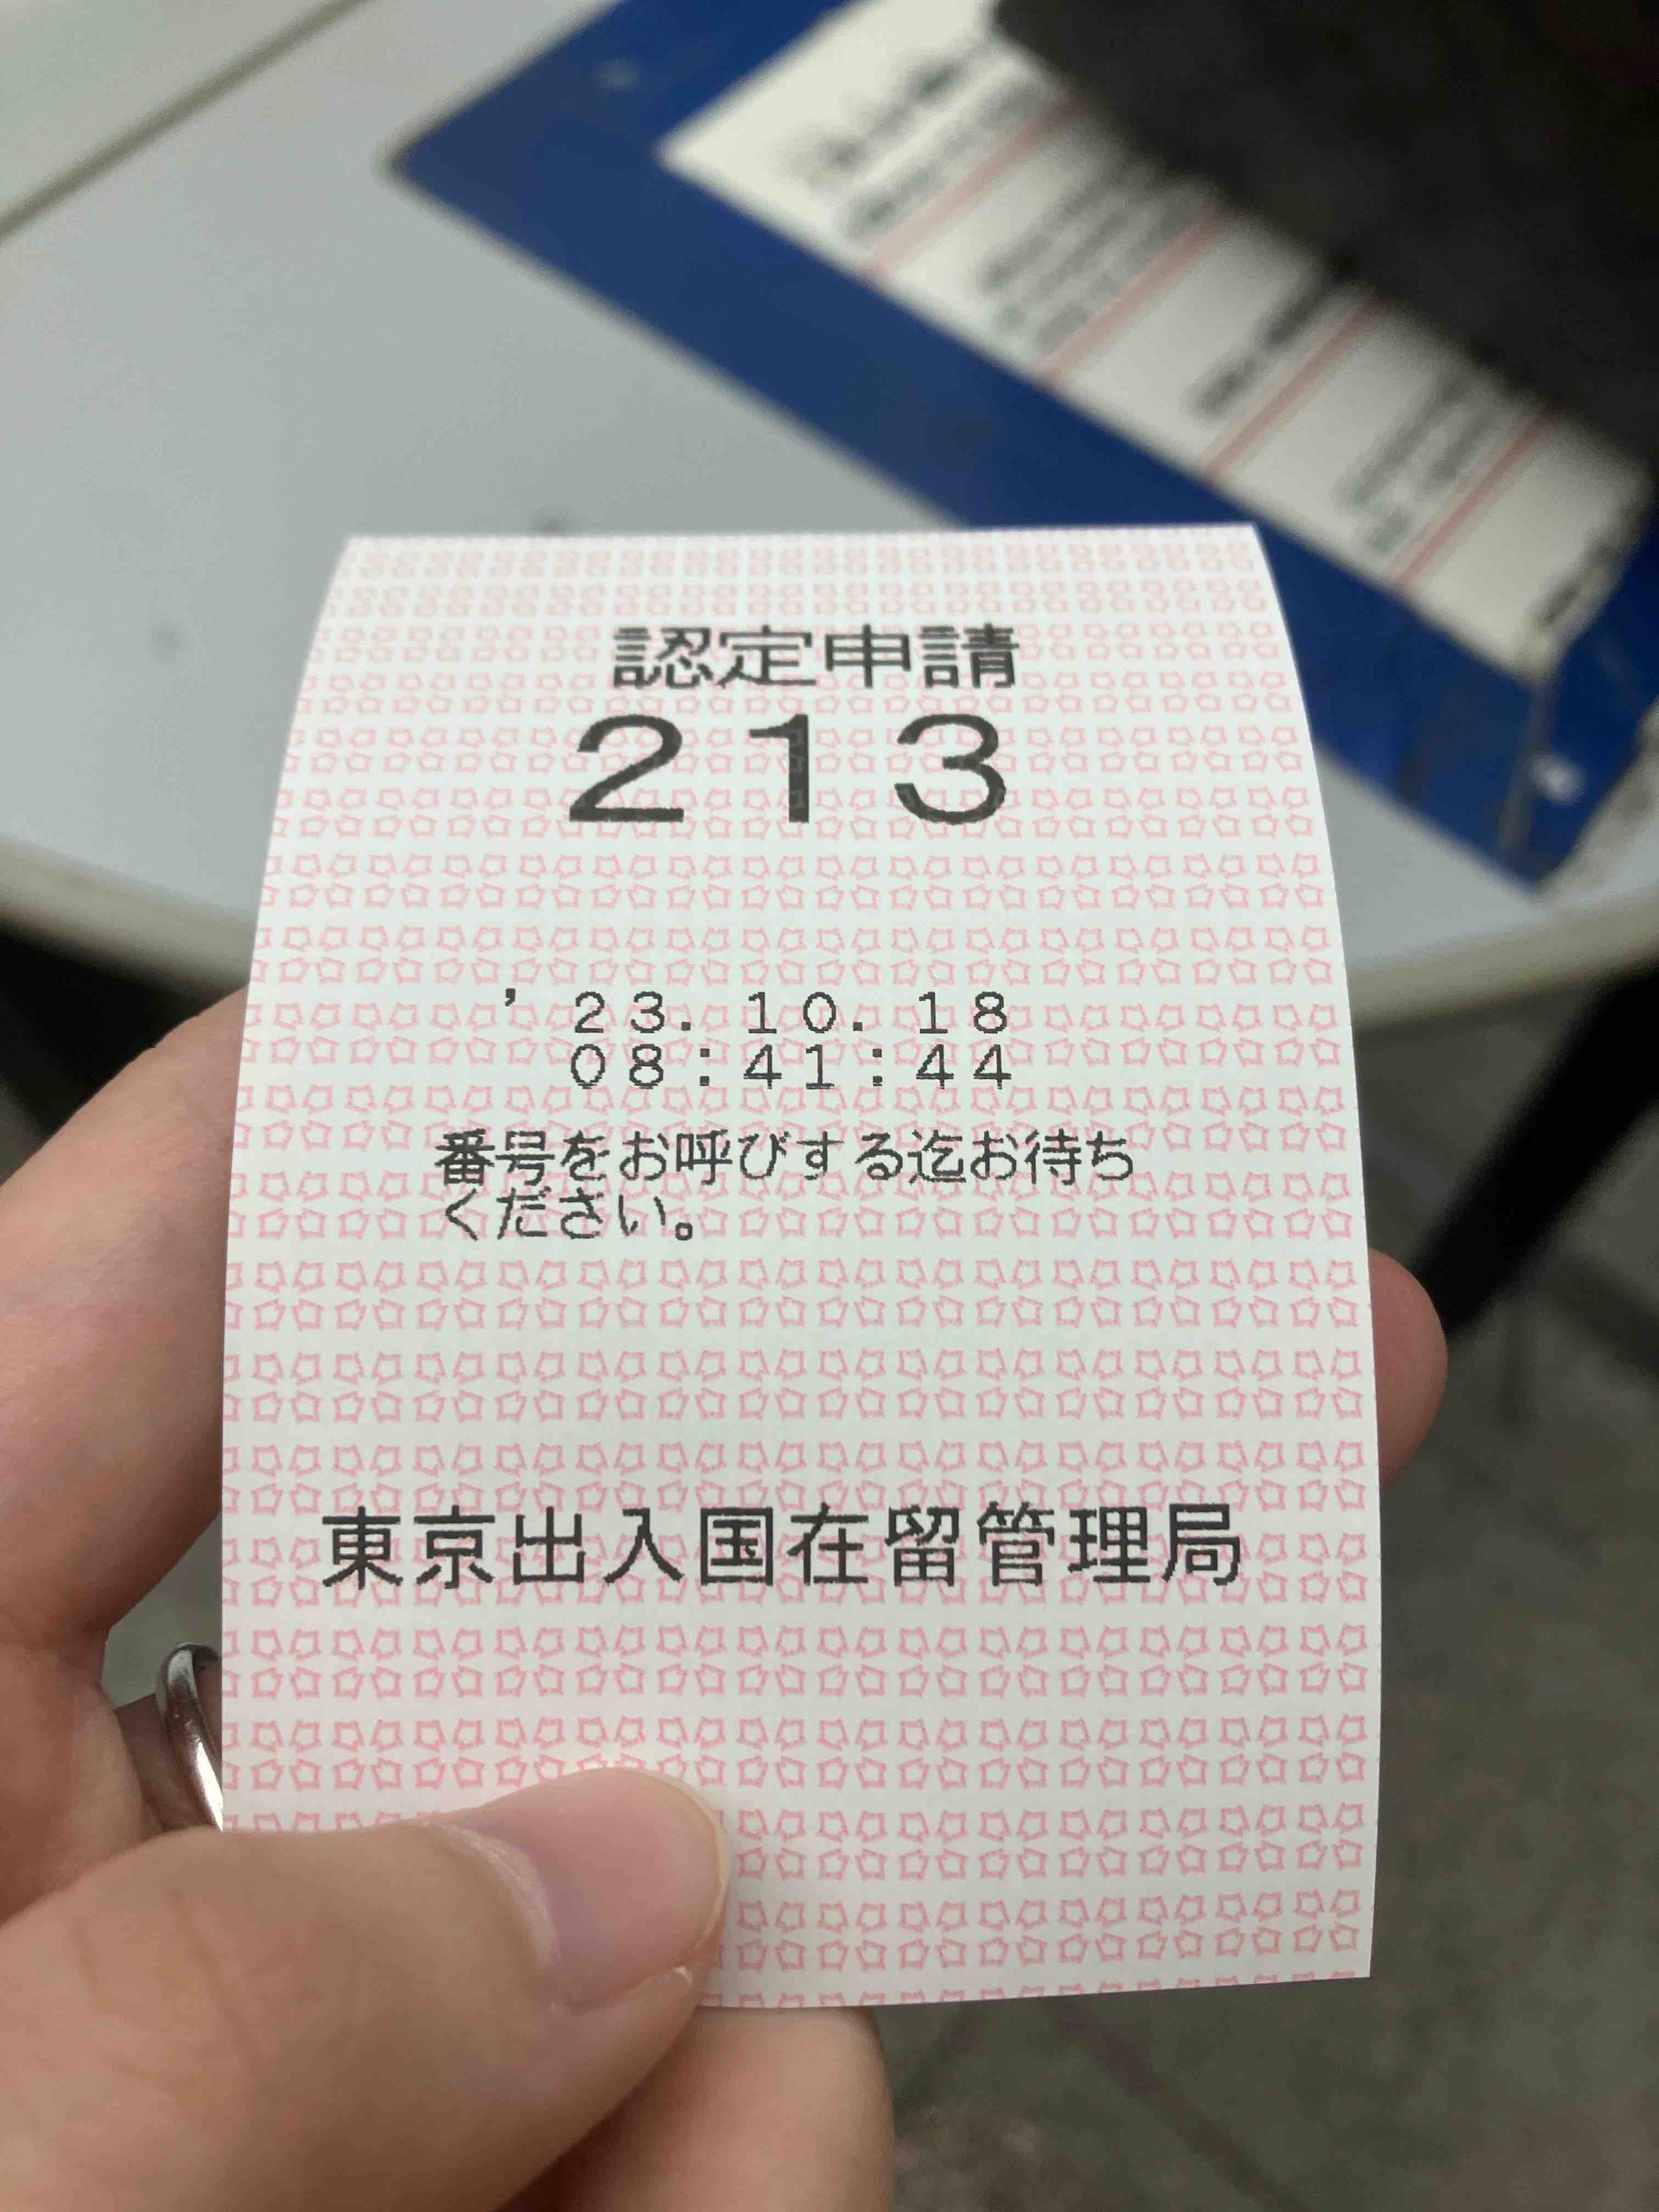 認定申請
213
'23.10.18
08:41:44
番号をお呼びする迄お待ち
ください。
東京出入国在留管理局